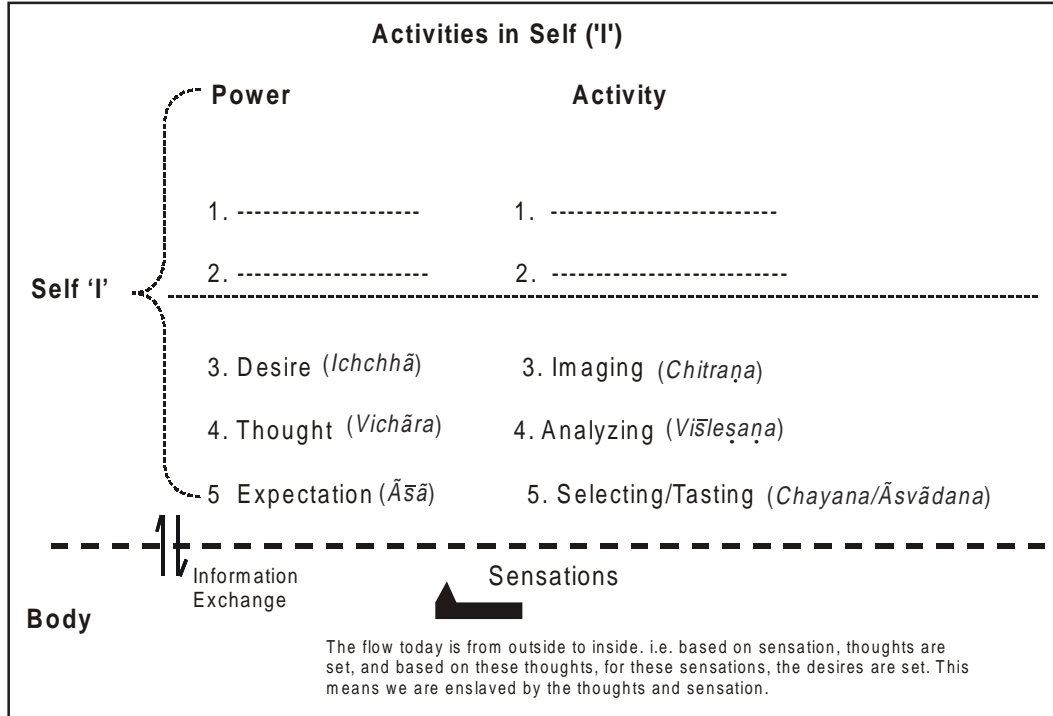 Activities in Self ('I')
Power Activity
1. --------------------- 1. --------------------------
2. ---------------------- 2. ---------------------------
Self ‘I’
3. Desire (Ichchhã) 3. Imaging (Chitraṇa)
4. Thought (Vichãra) 4. Analyzing (Vis̄leṣaṇa)
5 Expectation (Ãs̄ã) 5. Selecting/Tasting (Chayana/Ãsvãdana)
Information
Exchange
Sensations
Body
The flow today is from outside to inside. i.e. based on sensation, thoughts are
set, and based on these thoughts, for these sensations, the desires are set. This
means we are enslaved by the thoughts and sensation.